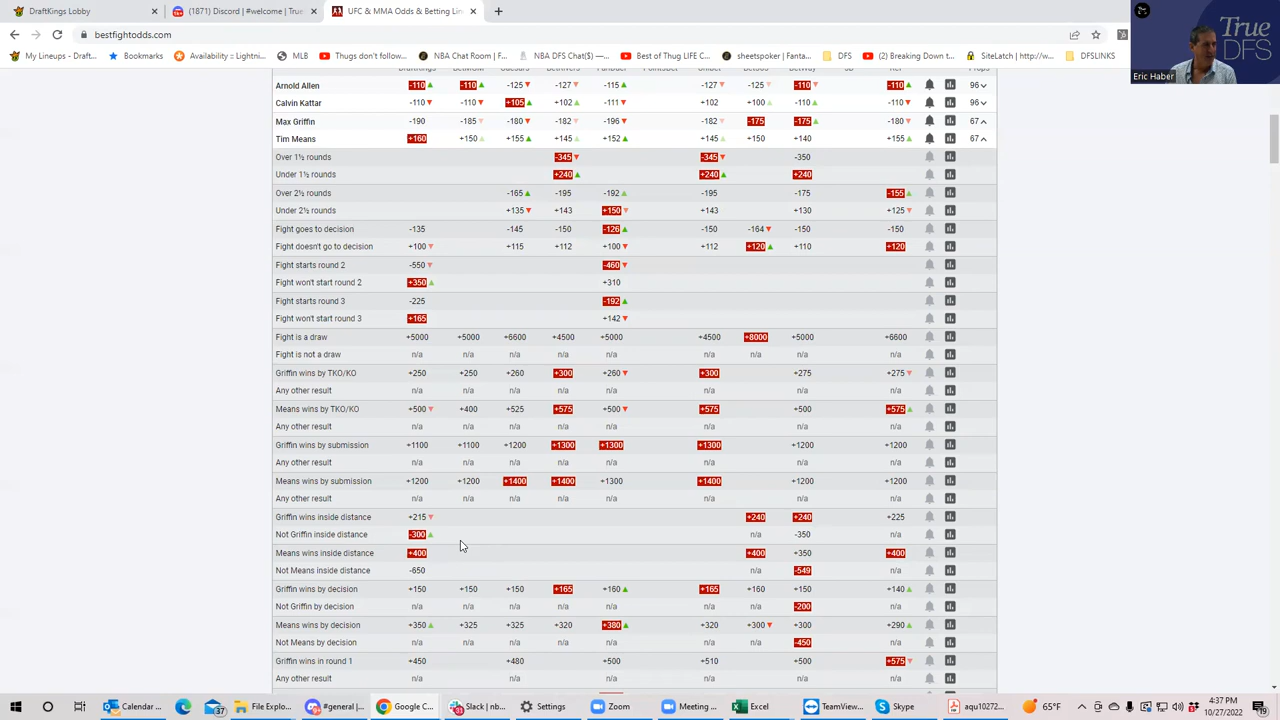 DraftKings Lobby
(1871) Discord | #welcome | True
UFC & MMA Odds & Betting Lin
bestfightodds.com
My Lineups - Draft...
Bookmarks
Availability :: Lightni...
MLB
Thugs don't follow...
NBA Chat Room | F...
NBA DFS Chat(S) —...
Best of Thug LIFE C...
sheetspoker | Fanta...
DFS
(2) Breaking Down t...
SiteLatch | http://w...
DFSLINKS
True
DFS
Eric Haber
Arnold Allen -110 -110 -125 -127 -115 -127 -125 -110 -110 96
Calvin Kattar -110 -110 +105 +102 -111 +102 +100 -110 -110 96
Max Griffin -190 -185 -180 -182 -196 -182 -175 -175 -180 67
Tim Means +160 +150 +155 +145 +152 +145 +150 +140 +155 67
Over 1½ rounds -345 -345 -350
Under 1½ rounds +240 +240 +240
Over 2½ rounds -165 -195 -192 -195 -175 -155
Under 2½ rounds +135 +143 +150 +143 +130 +125
Fight goes to decision -135 -145 -150 -126 -150 -164 -150 -150
Fight doesn't go to decision +100 +115 +112 +100 +112 +120 +110 +120
Fight starts round 2 -550 -460
Fight won't start round 2 +350 +310
Fight starts round 3 -225 -192
Fight won't start round 3 +165 +142
Fight is a draw +5000 +5000 +6600 +4500 +5000 +4500 +8000 +5000 +6600
Fight is not a draw n/a n/a n/a n/a n/a n/a n/a n/a n/a
Griffin wins by TKO/KO +250 +250 +260 +300 +260 +300 +275 +275
Any other result n/a n/a n/a n/a n/a n/a n/a n/a
Means wins by TKO/KO +500 +400 +525 +575 +500 +575 +500 +575
Any other result n/a n/a n/a n/a n/a n/a n/a n/a
Griffin wins by submission +1100 +1100 +1200 +1300 +1300 +1300 +1200 +1200
Any other result n/a n/a n/a n/a n/a n/a n/a n/a
Means wins by submission +1200 +1200 +1400 +1400 +1300 +1400 +1200 +1200
Any other result n/a n/a n/a n/a n/a n/a n/a n/a
Griffin wins inside distance +215 +240 +240 +225
Not Griffin inside distance -300 n/a -350 n/a
Means wins inside distance +400 +400 +350 +400
Not Means inside distance -650 n/a -549 n/a
Griffin wins by decision +150 +150 +150 +165 +160 +165 +160 +150 +140
Not Griffin by decision n/a n/a n/a n/a n/a n/a n/a -200 n/a
Means wins by decision +350 +325 +325 +320 +380 +320 +300 +300 +290
Not Means by decision n/a n/a n/a n/a n/a n/a n/a -450 n/a
Griffin wins in round 1 +450 +480 +500 +510 +500 +575
Any other result n/a n/a n/a n/a n/a n/a
Calendar ...
37
File Explo...
#general |...
Google C...
Slack | nb...
Settings
Zoom
Meeting ...
Excel
TeamView...
Skype
aqu10272...
65°F
4:37 PM
10/27/2022
19